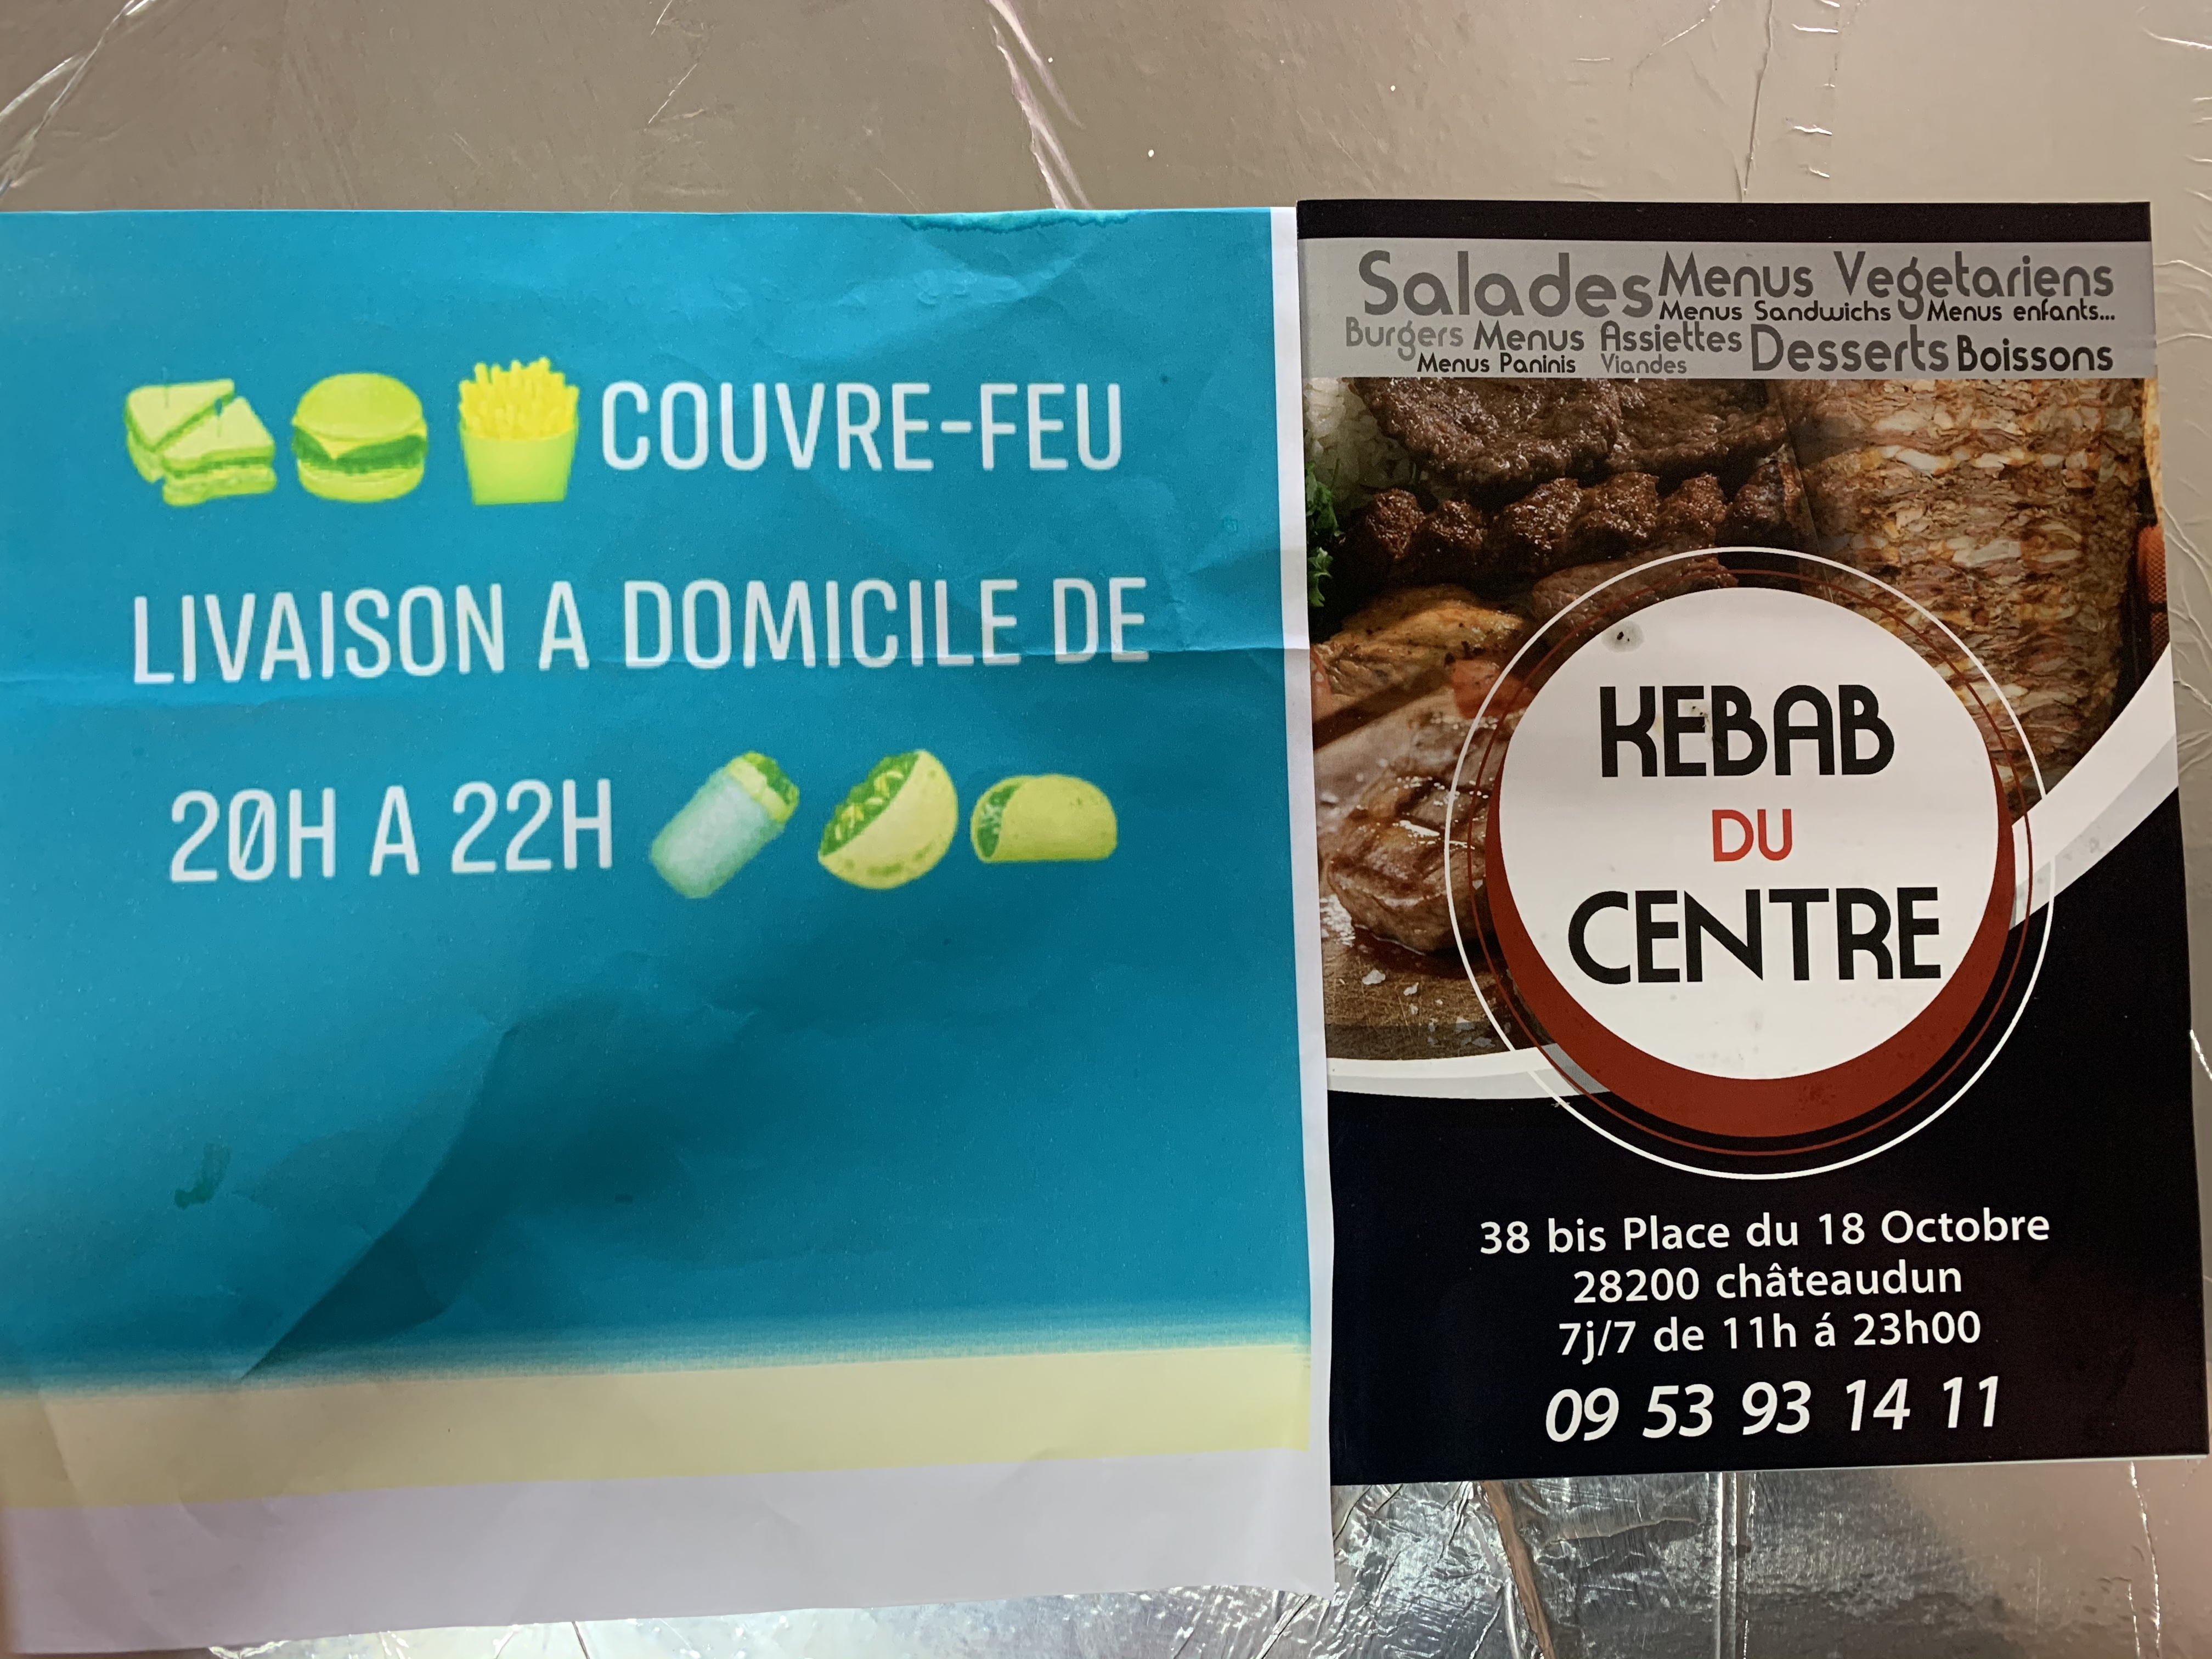 COUVRE-FEU
LIVAISON A DOMICILE DE
20H A 22H
Salades Menus Vegetariens
Menus Sandwichs Menus enfants...
Burgers Menus Assiettes Desserts Boissons
Menus Paninis Viandes
KEBAB
DU
CENTRE
38 bis Place du 18 Octobre
28200 châteaudun
7j/7 de 11h á 23h00
09 53 93 14 11